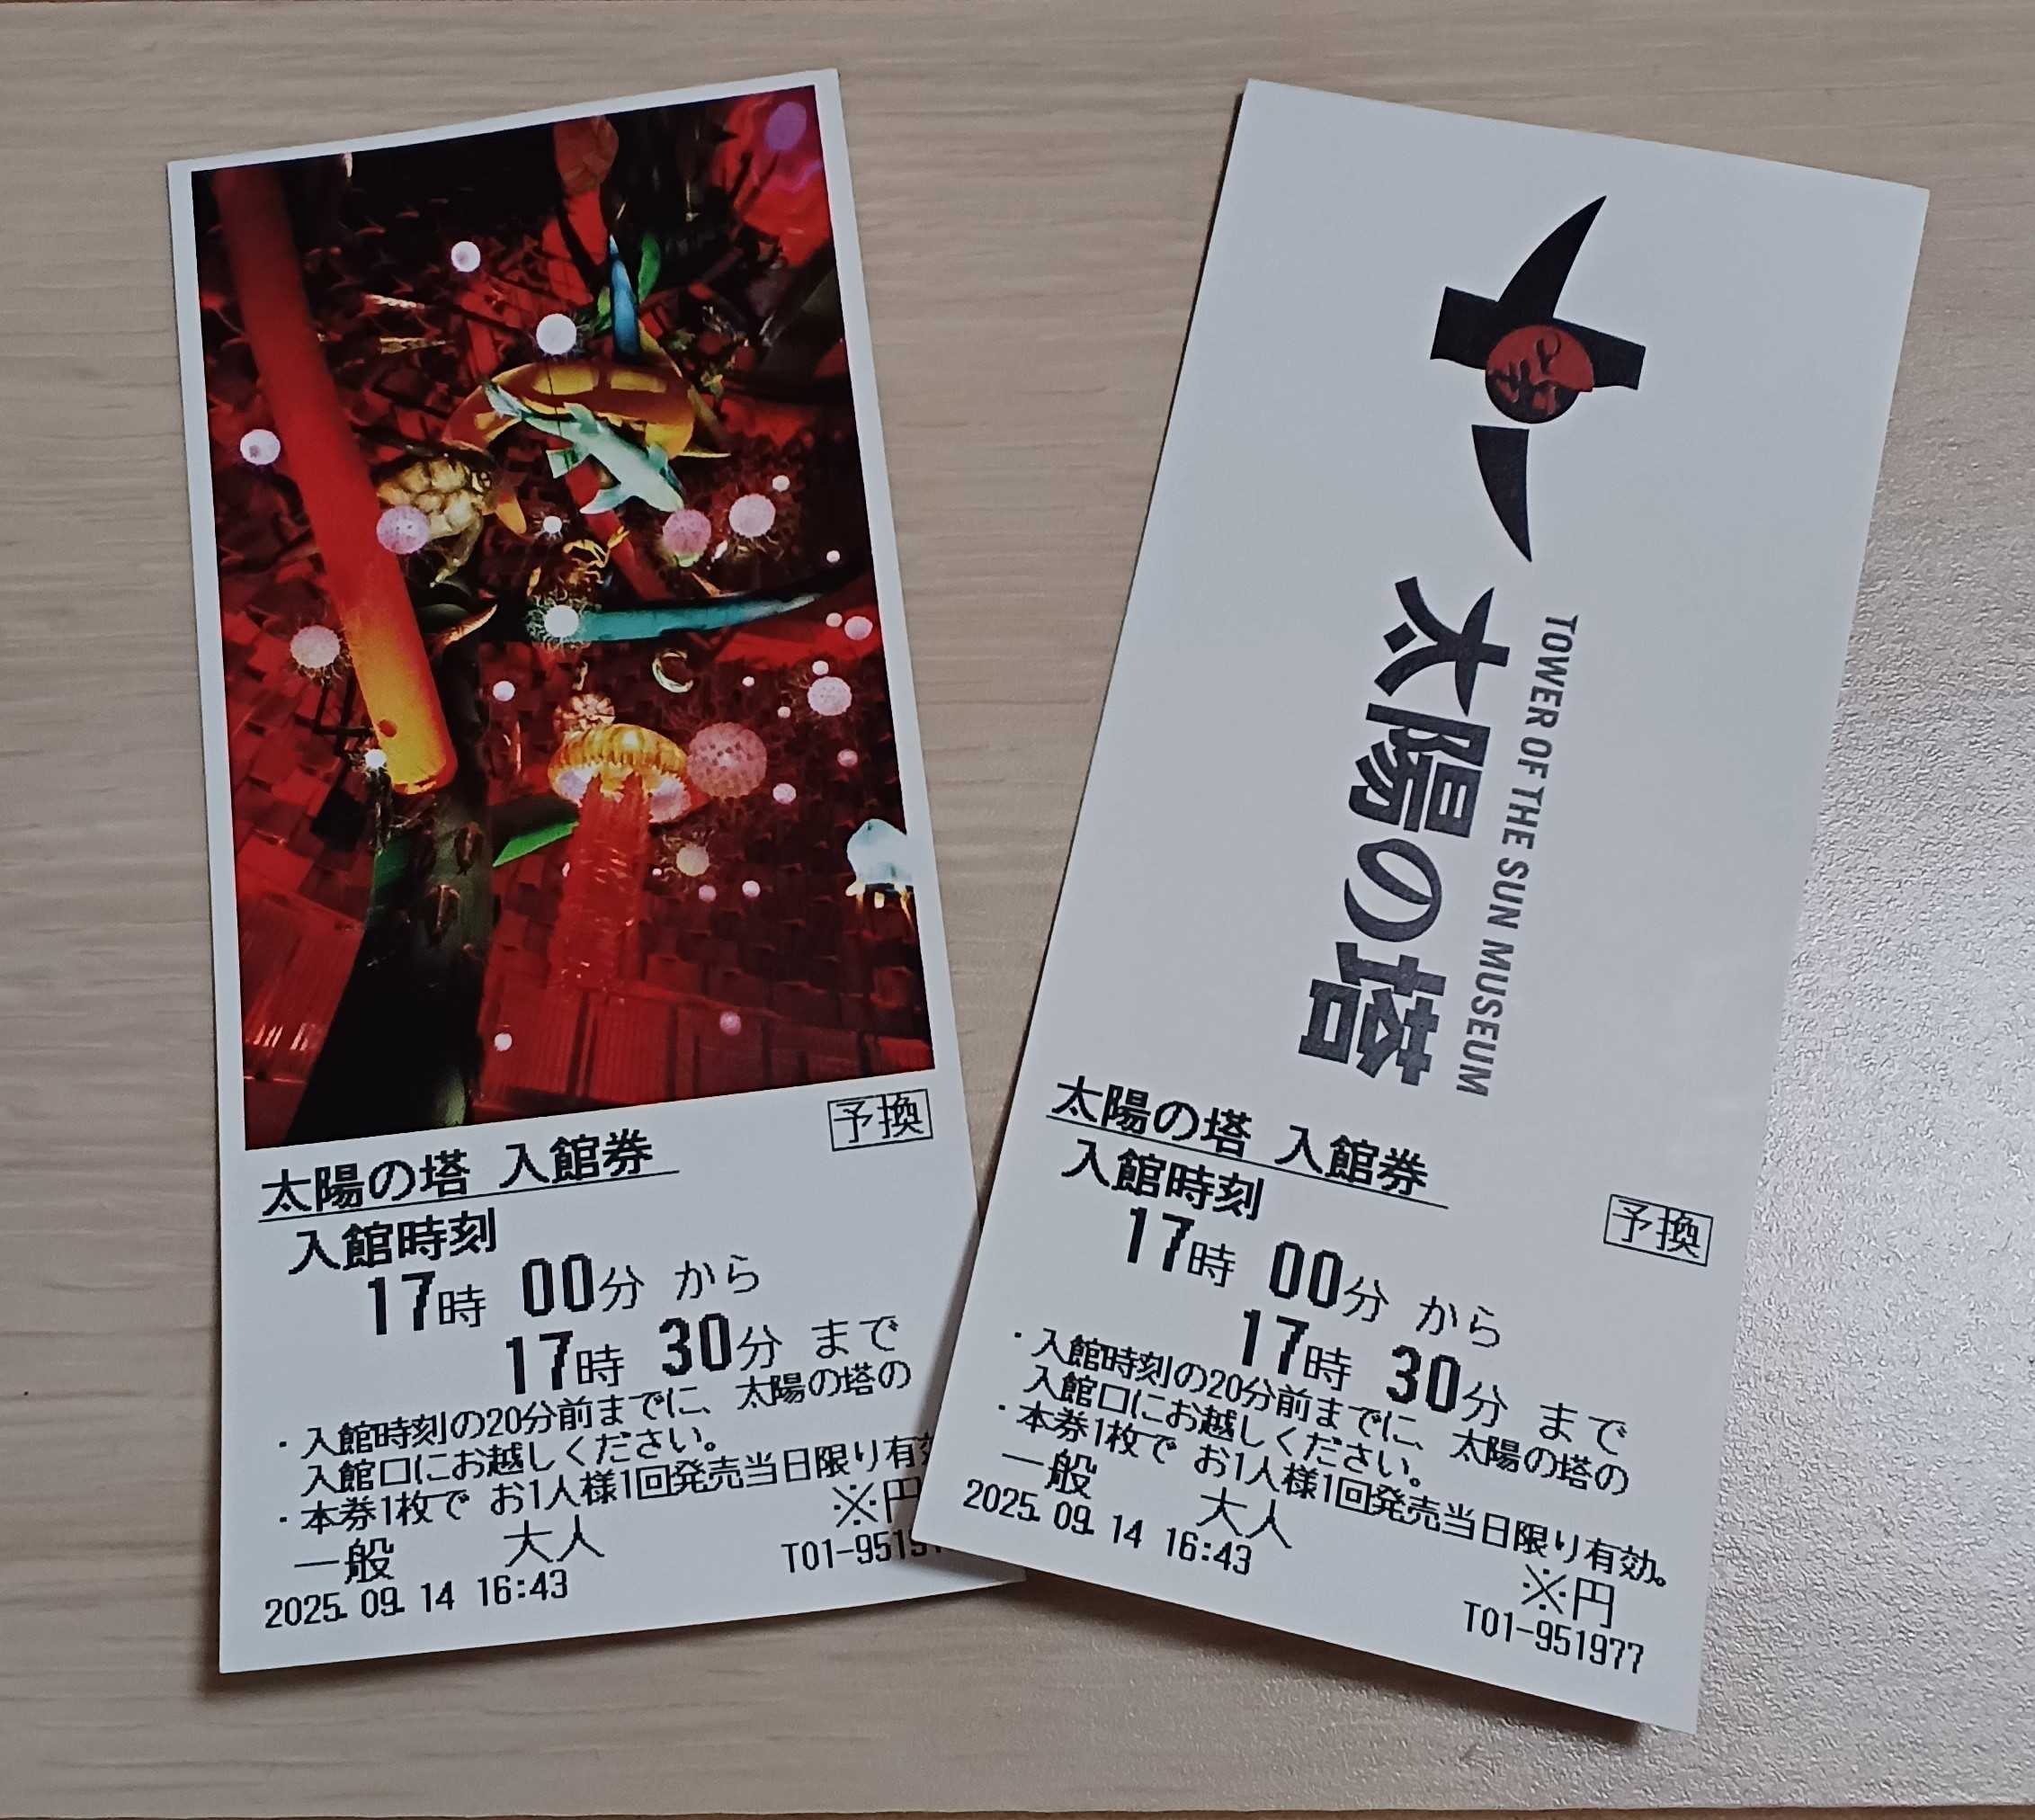 予換
太陽の塔 入館券
入館時刻
17時 00分 から
17時 30分 まで
・入館時刻の20分前までに、太陽の塔の
入館口にお越しください。
・本券1枚で お1人様1回発売当日限り有効
一般 大人 ※円
2025.09.14 16:43 T01-9519
太陽の塔
TOWER OF THE SUN MUSEUM
太陽の塔 入館券
予換
入館時刻
17時 00分 から
17時 30分 まで
・入館時刻の20分前までに、太陽の塔の
入館口にお越しください。
・本券1枚で お1人様1回発売当日限り有効。
一般 大人 ※円
2025.09.14 16:43 T01-951977